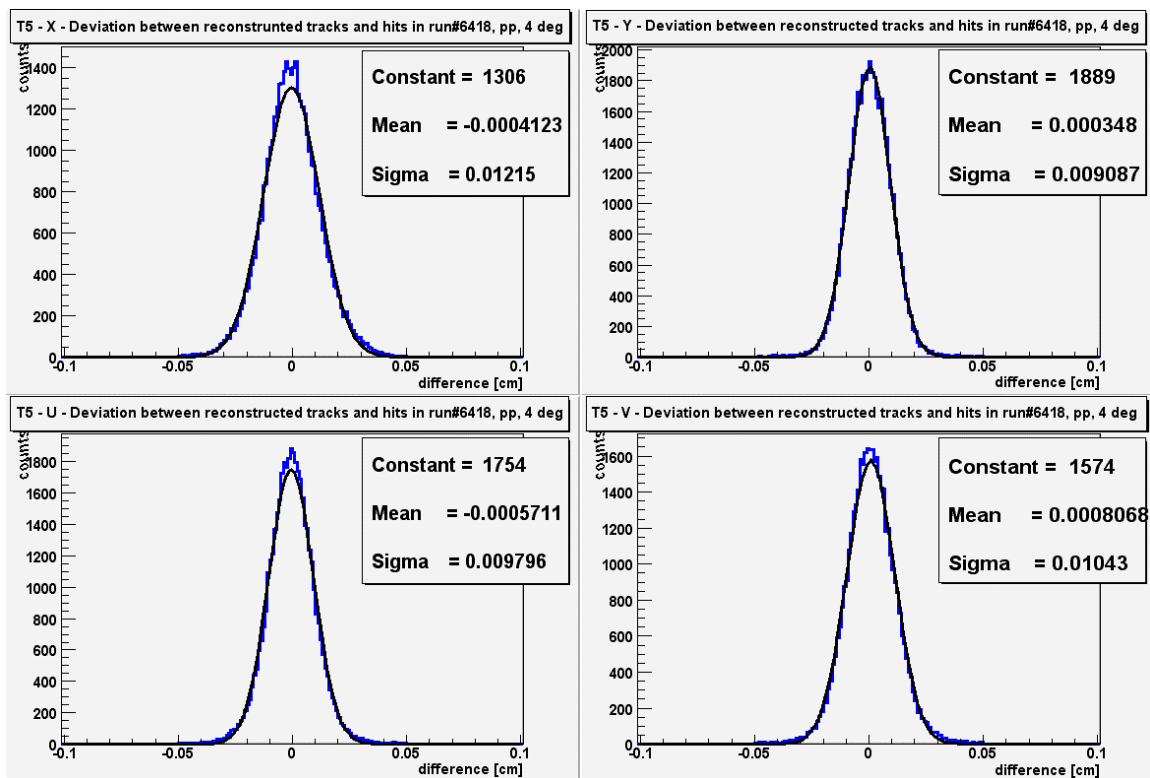 T5 - X - Deviation between reconstrunted tracks and hits in run#6418, pp, 4 deg
counts
Constant = 1306
Mean = -0.0004123
Sigma = 0.01215
1400
1200
1000
800
600
400
200
0
-0.1 -0.05 0 0.05 0.1
difference [cm]
T5 - Y - Deviation between reconstructed tracks and hits in run#6418, pp, 4 deg
counts
Constant = 1889
Mean = 0.000348
Sigma = 0.009087
2000
1800
1600
1400
1200
1000
800
600
400
200
0
-0.1 -0.05 0 0.05 0.1
difference [cm]
T5 - U - Deviation between reconstructed tracks and hits in run#6418, pp, 4 deg
counts
Constant = 1754
Mean = -0.0005711
Sigma = 0.009796
1800
1600
1400
1200
1000
800
600
400
200
0
-0.1 -0.05 0 0.05 0.1
difference [cm]
T5 - V - Deviation between reconstructed tracks and hits in run#6418, pp, 4 deg
counts
Constant = 1574
Mean = 0.0008068
Sigma = 0.01043
1600
1400
1200
1000
800
600
400
200
0
-0.1 -0.05 0 0.05 0.1
difference [cm]